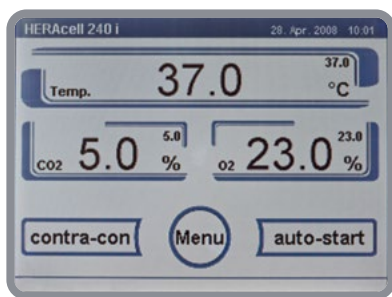 HERAcell 240 i 28. Apr. 2008 10:01
37.0
Temp. 37.0 °C
5.0 23.0
CO2 5.0 % O2 23.0 %
contra-con Menu auto-start